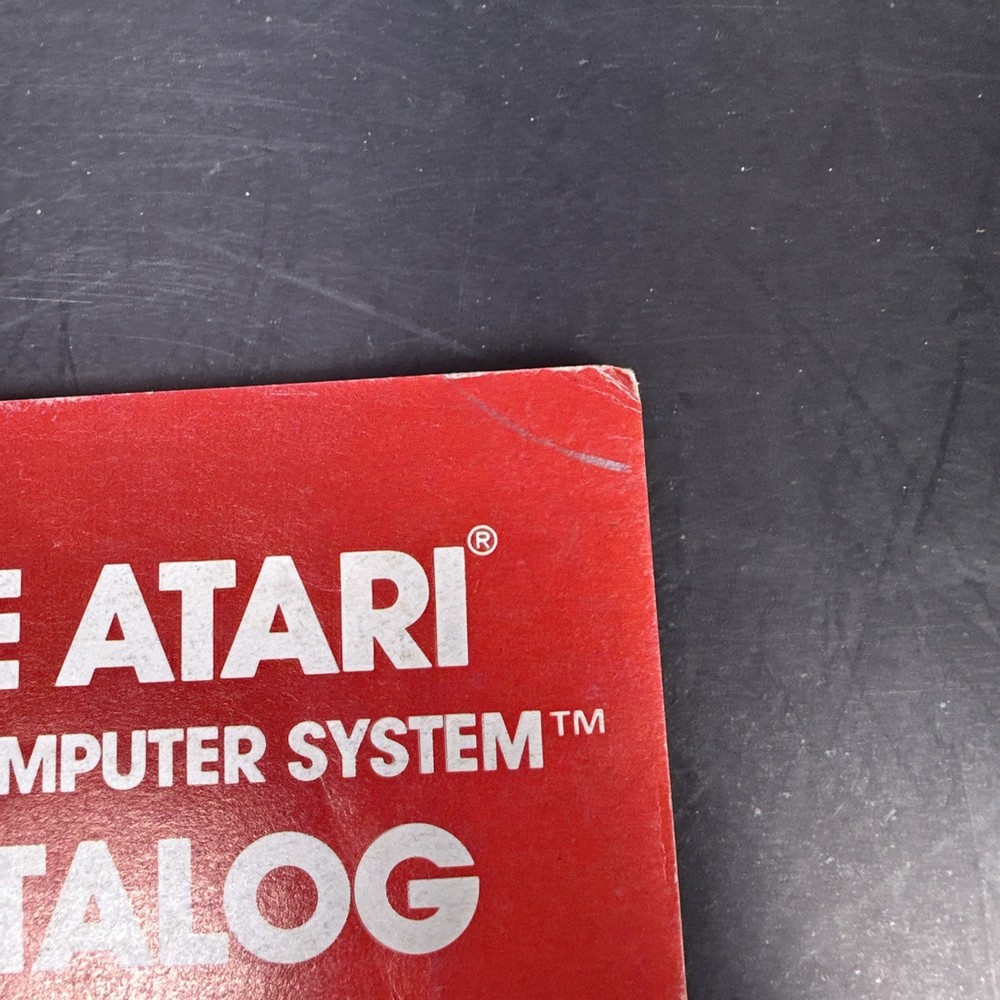 E ATARI®
MPUTER SYSTEM™
TALOG